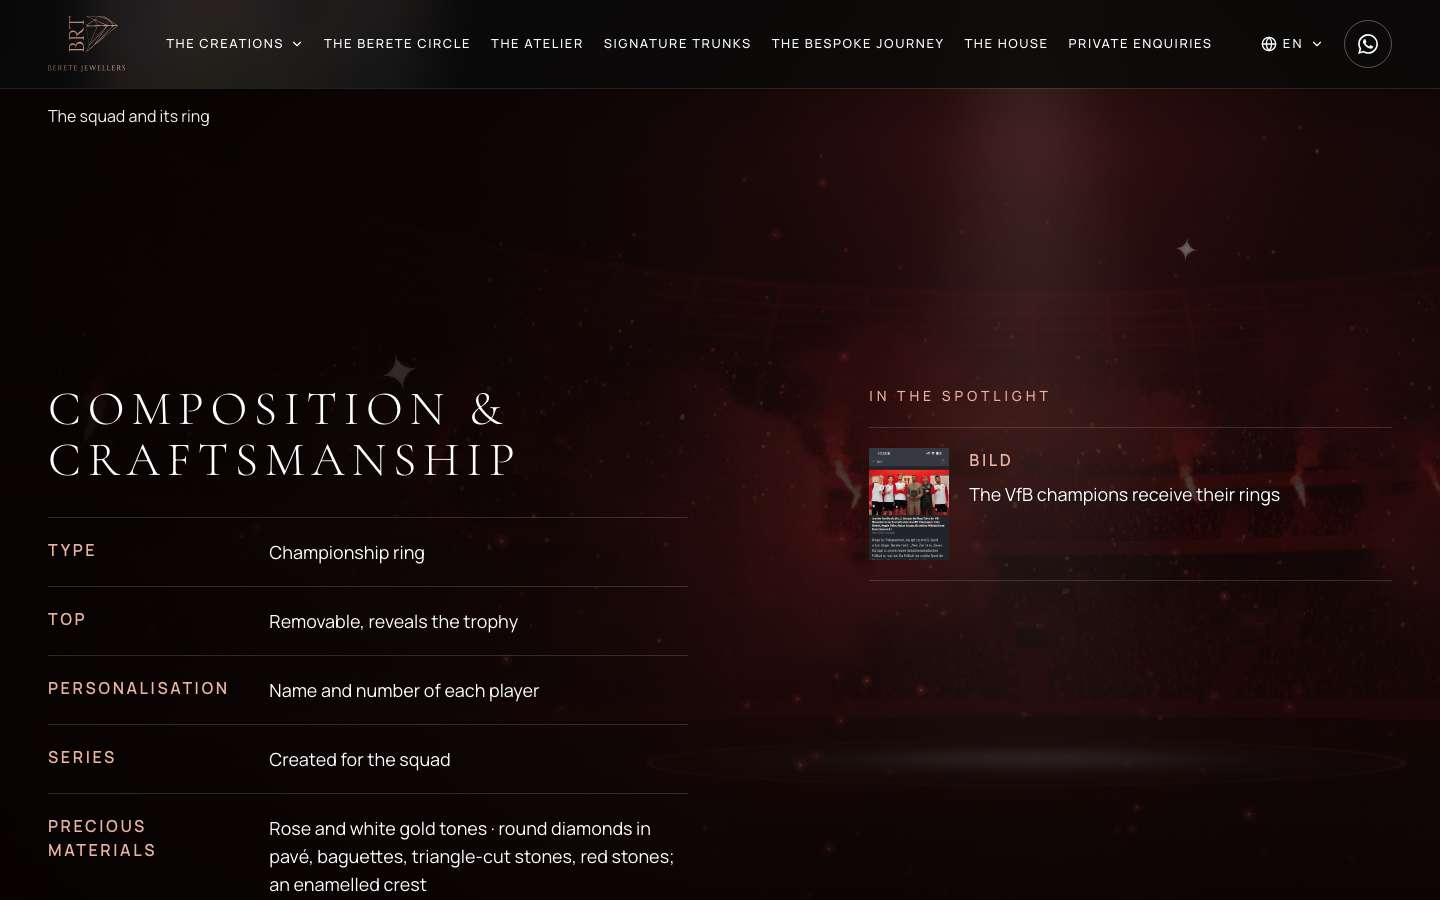 BRT
BERETE JEWELLERS
THE CREATIONS
THE BERETE CIRCLE
THE ATELIER
SIGNATURE TRUNKS
THE BESPOKE JOURNEY
THE HOUSE
PRIVATE ENQUIRIES
EN
The squad and its ring
COMPOSITION &
CRAFTSMANSHIP
TYPE
Championship ring
TOP
Removable, reveals the trophy
PERSONALISATION
Name and number of each player
SERIES
Created for the squad
PRECIOUS
MATERIALS
Rose and white gold tones · round diamonds in
pavé, baguettes, triangle-cut stones, red stones;
an enamelled crest
IN THE SPOTLIGHT
BILD
The VfB champions receive their rings